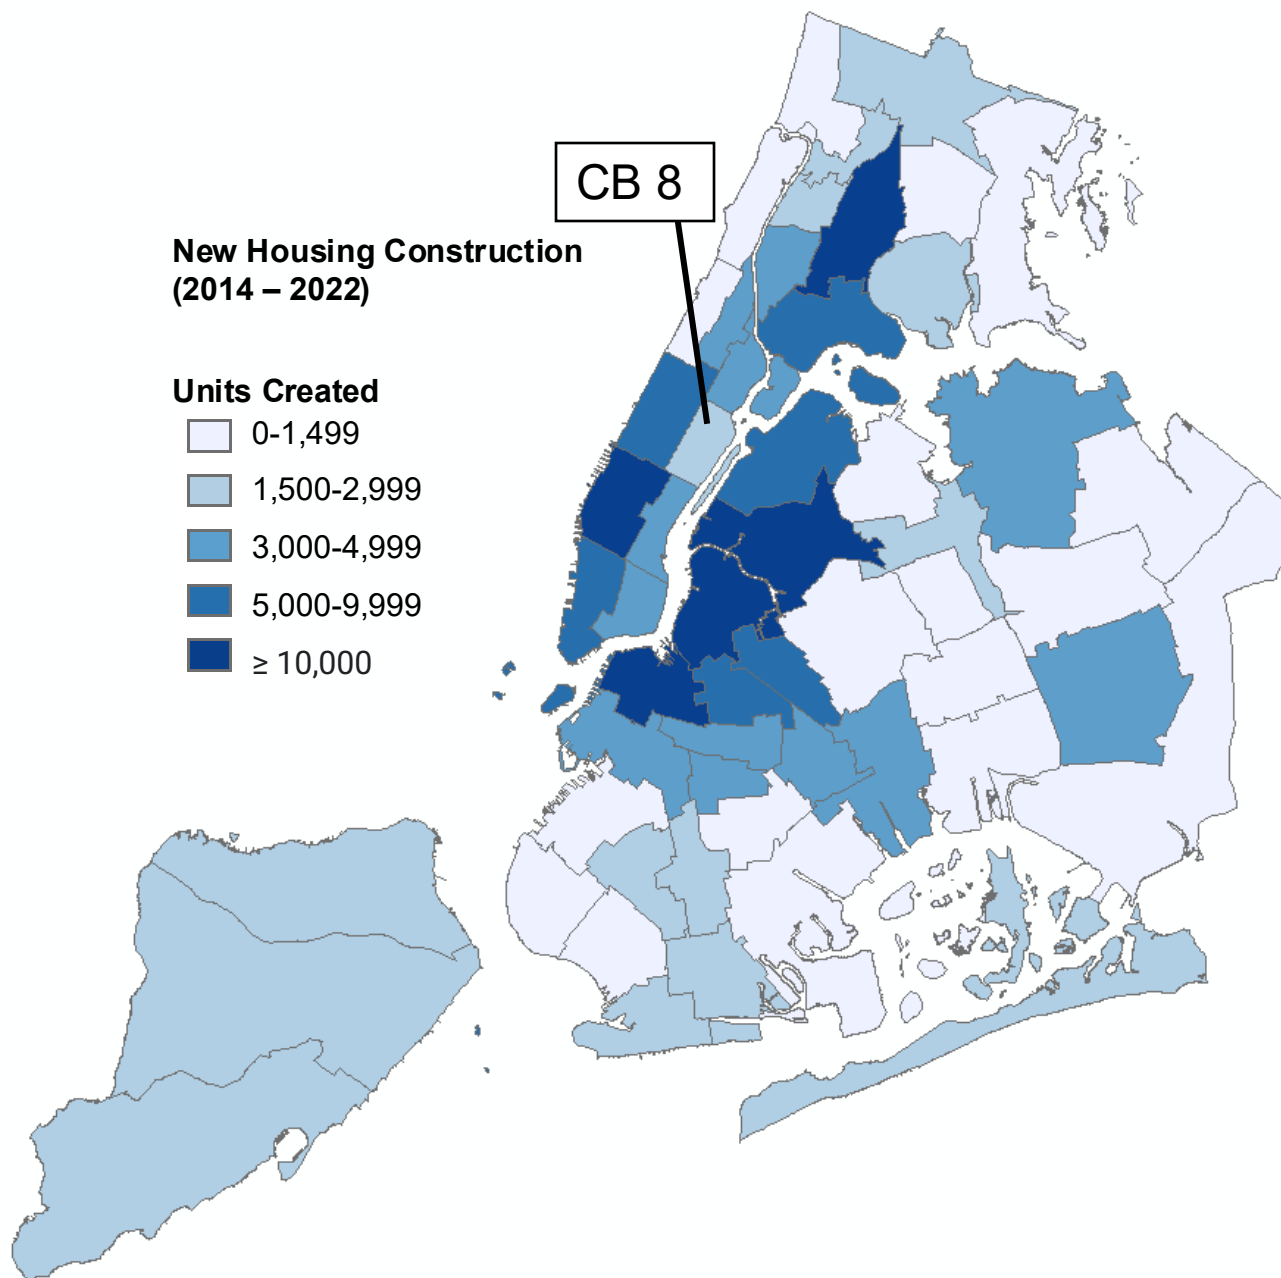 CB 8
New Housing Construction
(2014 – 2022)
Units Created
0-1,499
1,500-2,999
3,000-4,999
5,000-9,999
≥ 10,000